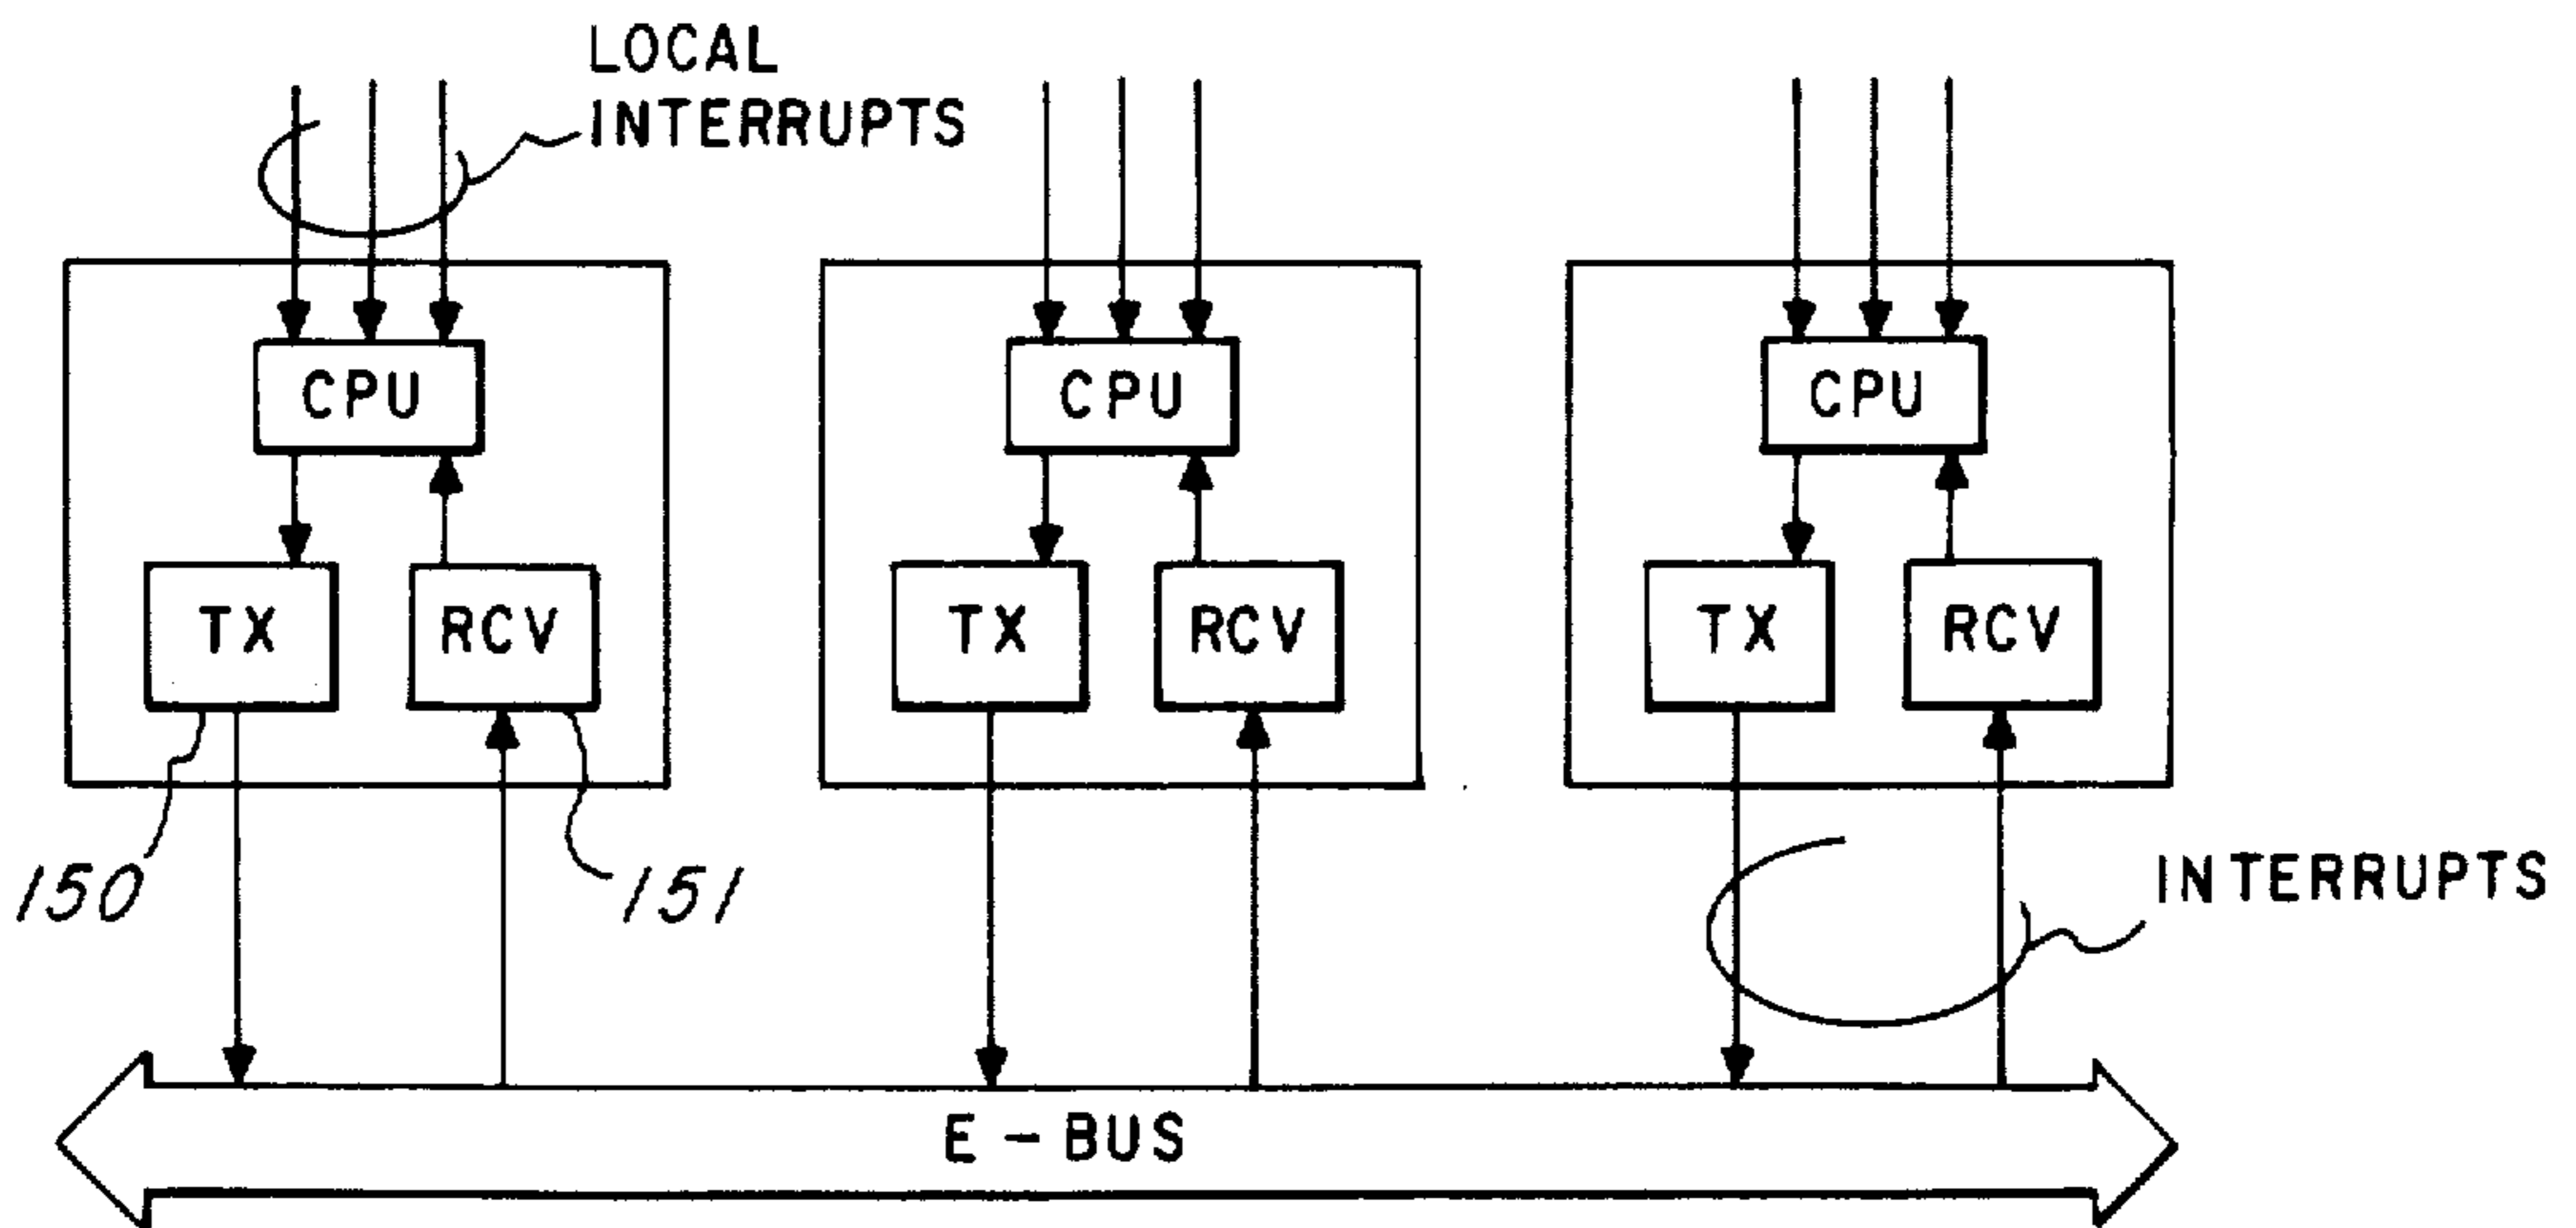 LOCAL
INTERRUPTS
CPU
CPU
CPU
TX
RCV
TX
RCV
TX
RCV
150
151
INTERRUPTS
E-BUS